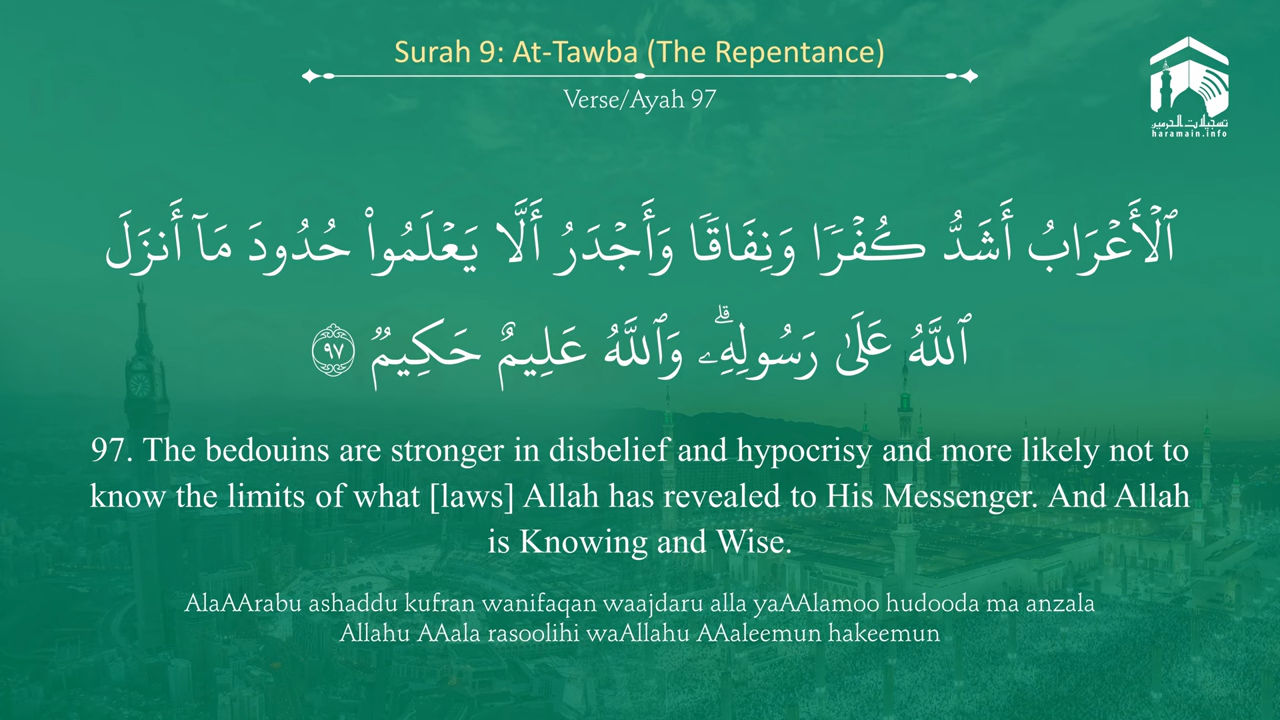 Surah 9: At-Tawba (The Repentance)
Verse/Ayah 97
تسجيلات الحرمين
haramain.info
ٱلْأَعْرَابُ أَشَدُّ كُفْرًا وَنِفَاقًا وَأَجْدَرُ أَلَّا يَعْلَمُوا۟ حُدُودَ مَآ أَنزَلَ
ٱللَّهُ عَلَىٰ رَسُولِهِۦ ۗ وَٱللَّهُ عَلِيمٌ حَكِيمٌ ٩٧
97. The bedouins are stronger in disbelief and hypocrisy and more likely not to
know the limits of what [laws] Allah has revealed to His Messenger. And Allah
is Knowing and Wise.
AlaAArabu ashaddu kufran wanifaqan waajdaru alla yaAAlamoo hudooda ma anzala
Allahu AAala rasoolihi waAllahu AAaleemun hakeemun